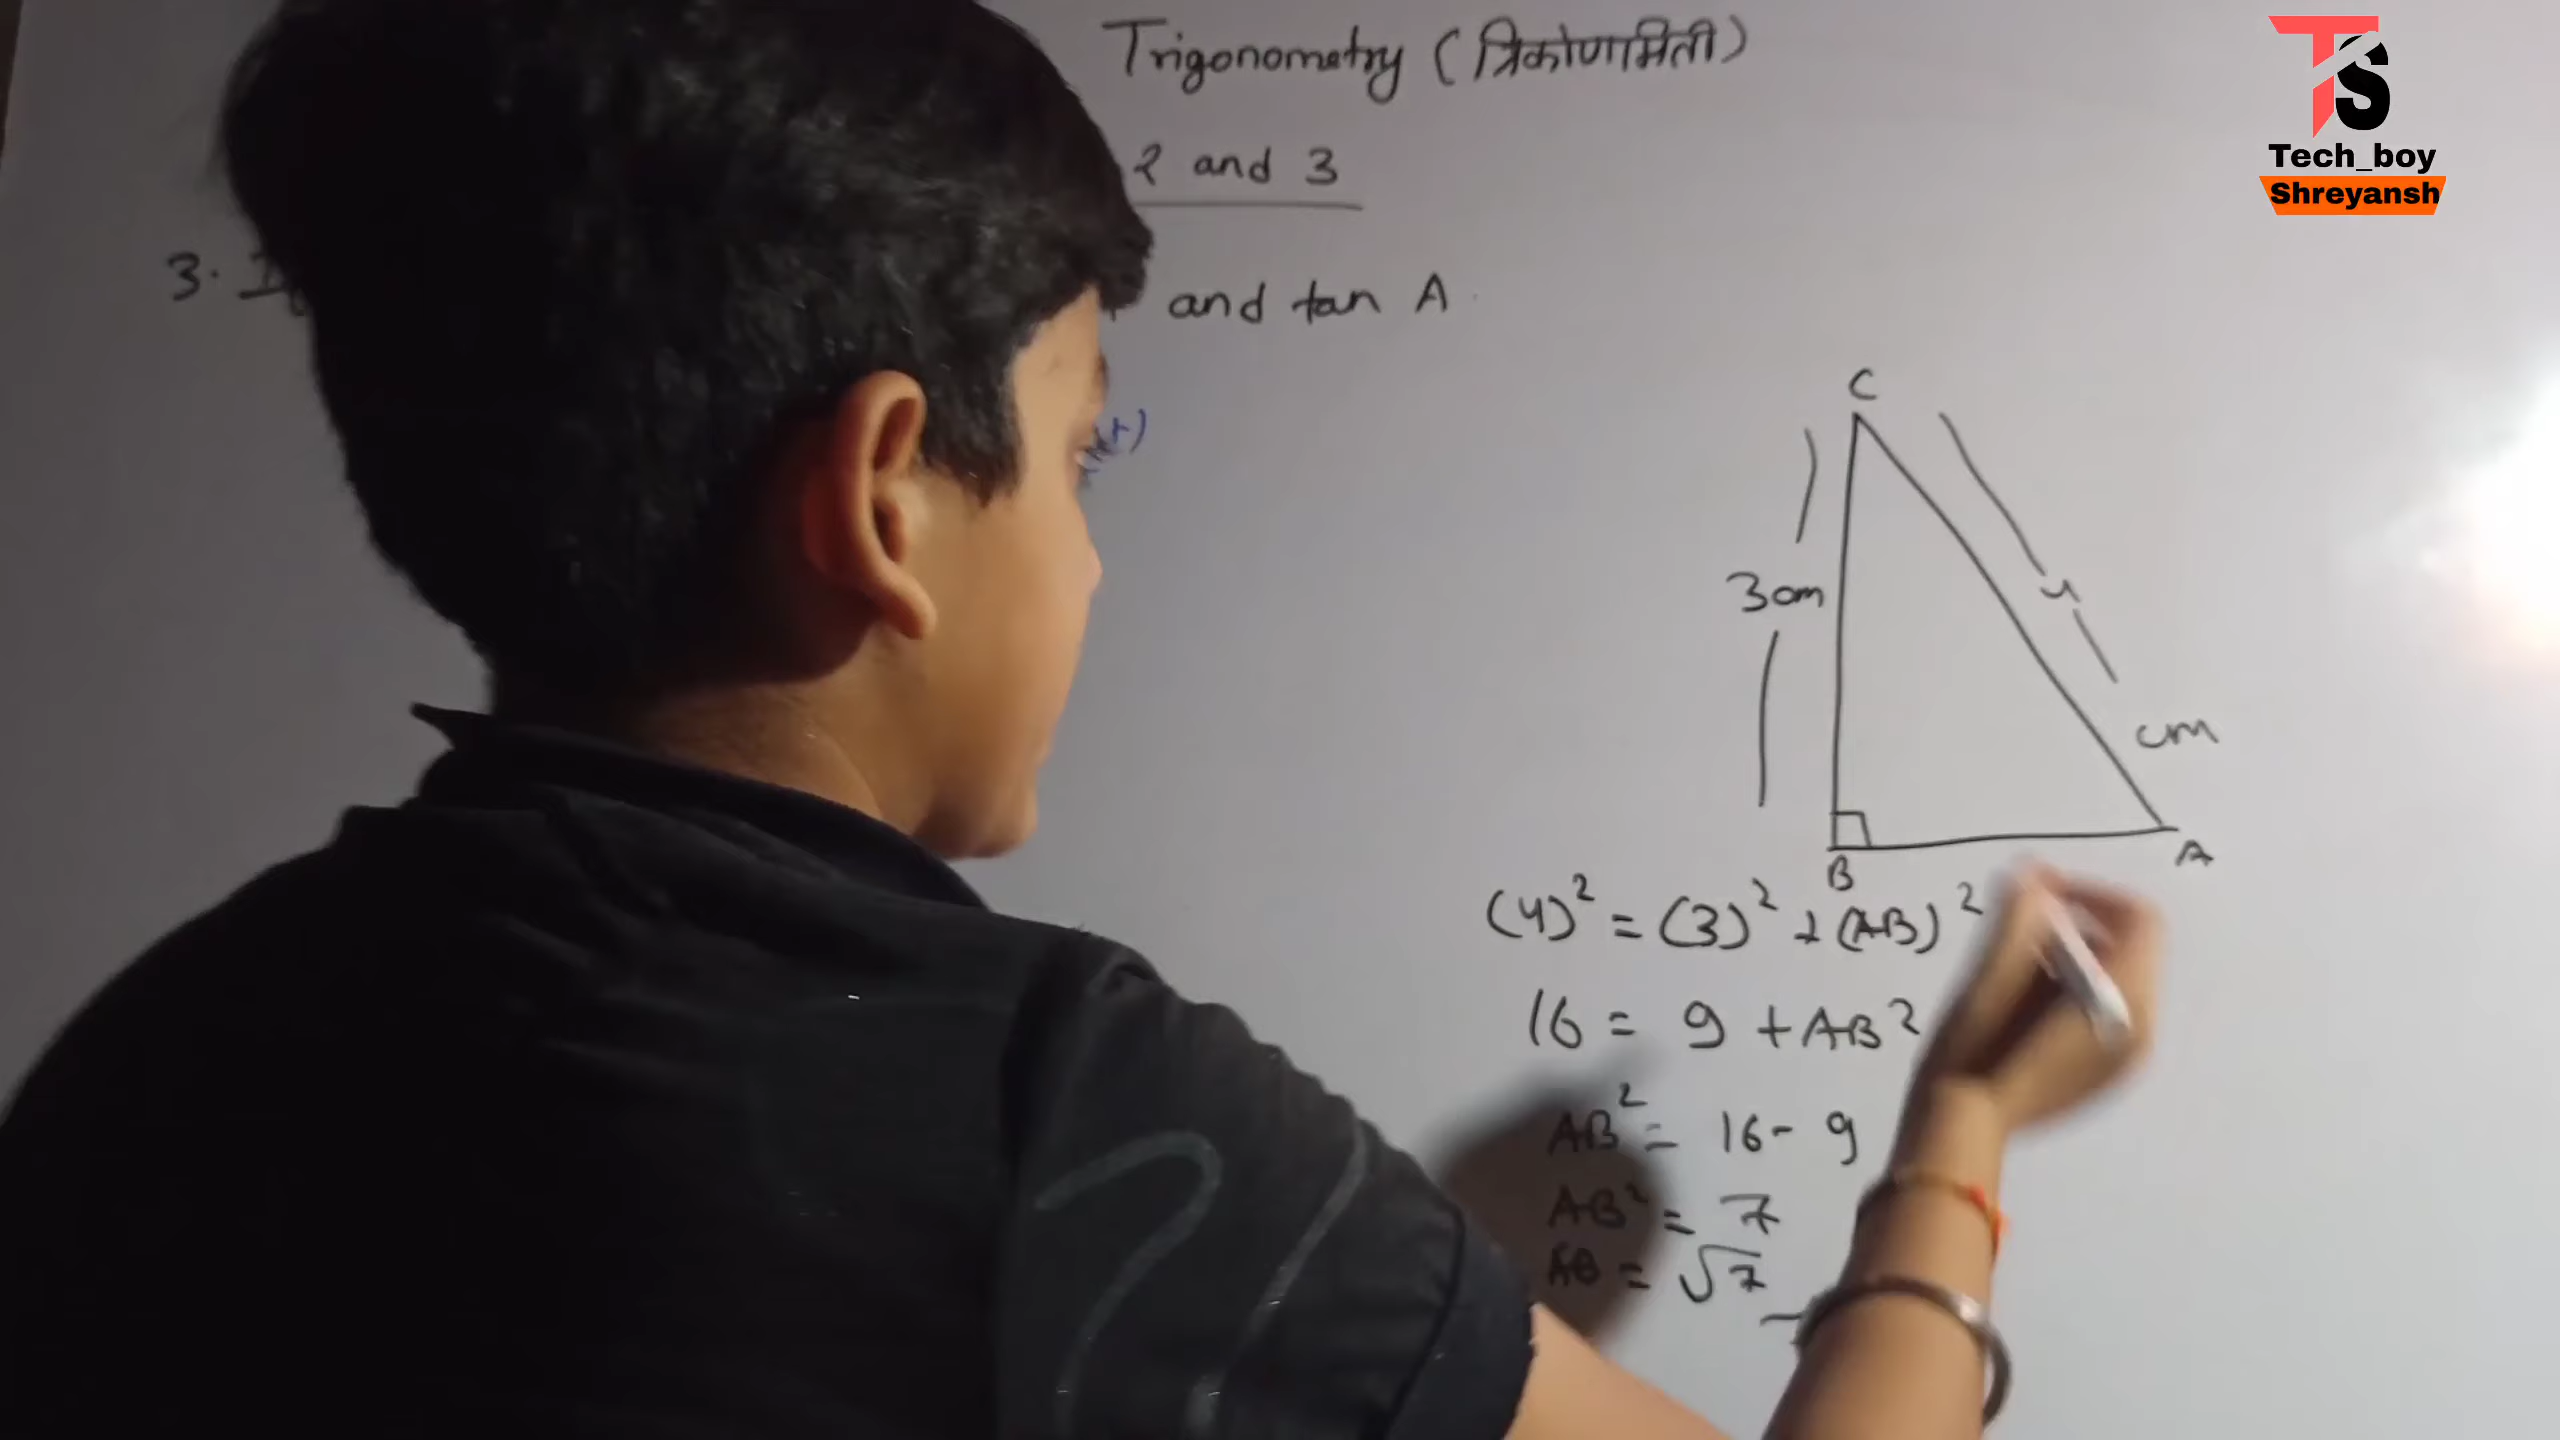 Trigonometry (त्रिकोणमिती)
2 and 3
3. and tan A
C
3cm
4
cm
B
A
(4)² = (3)² + (AB)²
16 = 9 + AB²
AB² = 16 - 9
AB² = 7
AB = √7
TS
Tech_boy
Shreyansh